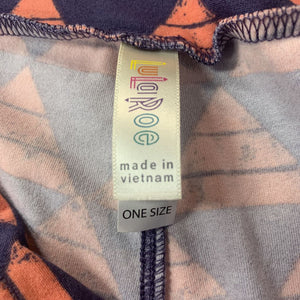 LuLaRoe
made in
vietnam
ONE SIZE